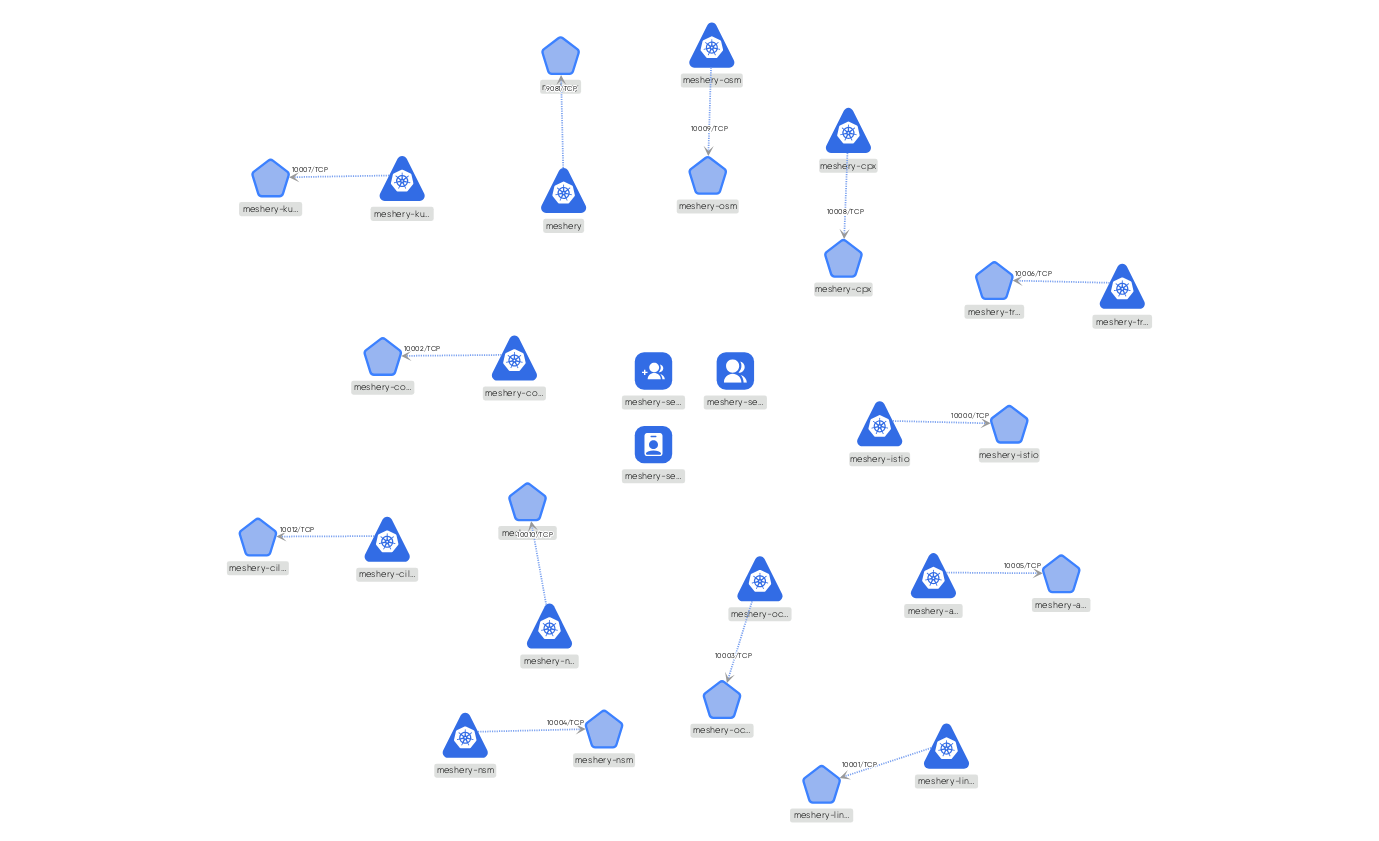 meshery-osm
9081/TCP
10009/TCP
meshery-cpx
10007/TCP
meshery-ku...
meshery-ku...
meshery-osm
meshery
10008/TCP
10006/TCP
meshery-cpx
meshery-tr...
meshery-tr...
10002/TCP
meshery-co...
meshery-co...
meshery-se...
meshery-se...
10000/TCP
meshery-istio
meshery-istio
meshery-se...
10012/TCP
10010/TCP
meshery-cil...
meshery-cil...
10005/TCP
meshery-a...
meshery-a...
meshery-oc...
10003/TCP
meshery-n...
10004/TCP
meshery-oc...
meshery-nsm
meshery-nsm
10001/TCP
meshery-lin...
meshery-lin...